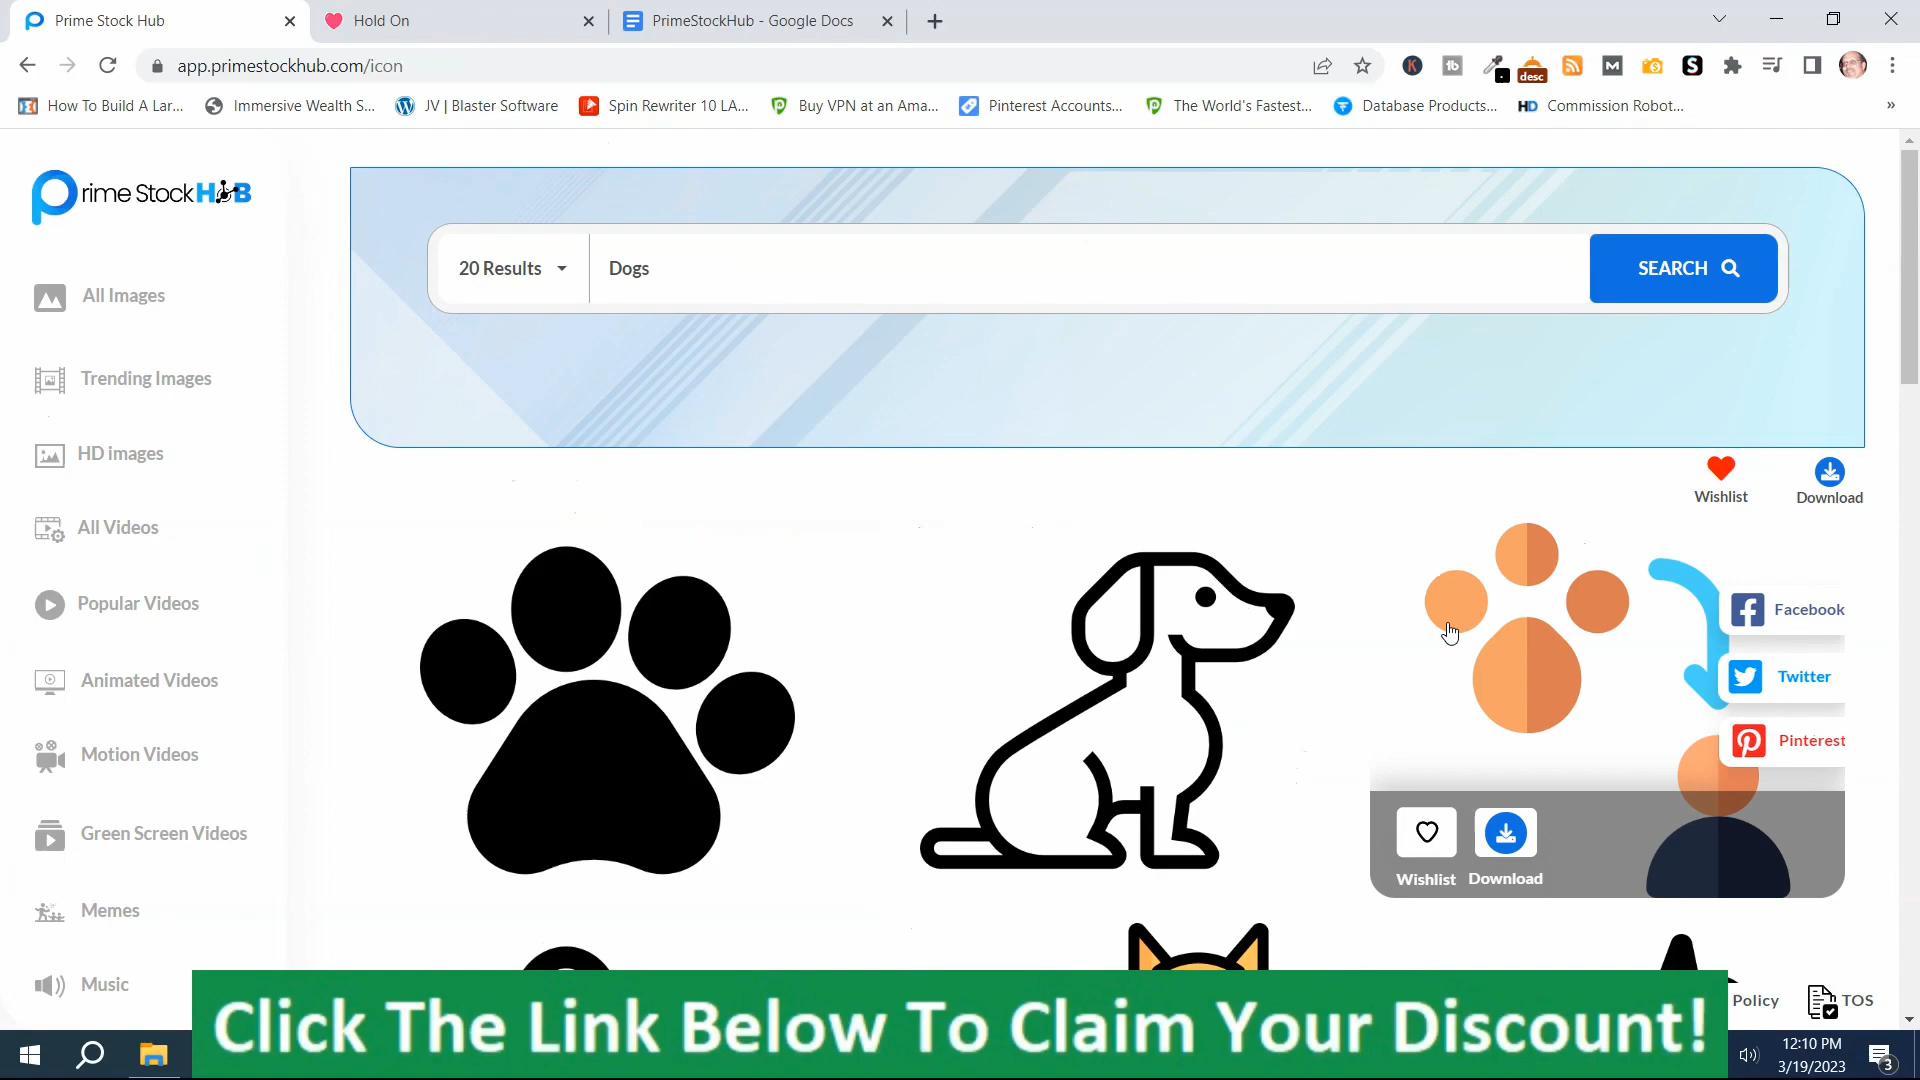 Prime Stock Hub
Hold On
PrimeStockHub - Google Docs
app.primestockhub.com/icon
desc
How To Build A Lar...
Immersive Wealth S...
JV | Blaster Software
Spin Rewriter 10 LA...
Buy VPN at an Ama...
Pinterest Accounts...
The World's Fastest...
Database Products...
HD Commission Robot...
Prime Stock HUB
20 Results
Dogs
SEARCH
All Images
Trending Images
HD images
All Videos
Popular Videos
Animated Videos
Motion Videos
Green Screen Videos
Memes
Music
Wishlist
Download
Facebook
Twitter
Pinterest
Wishlist
Download
Policy
TOS
Click The Link Below To Claim Your Discount!
12:10 PM
3/19/2023
3